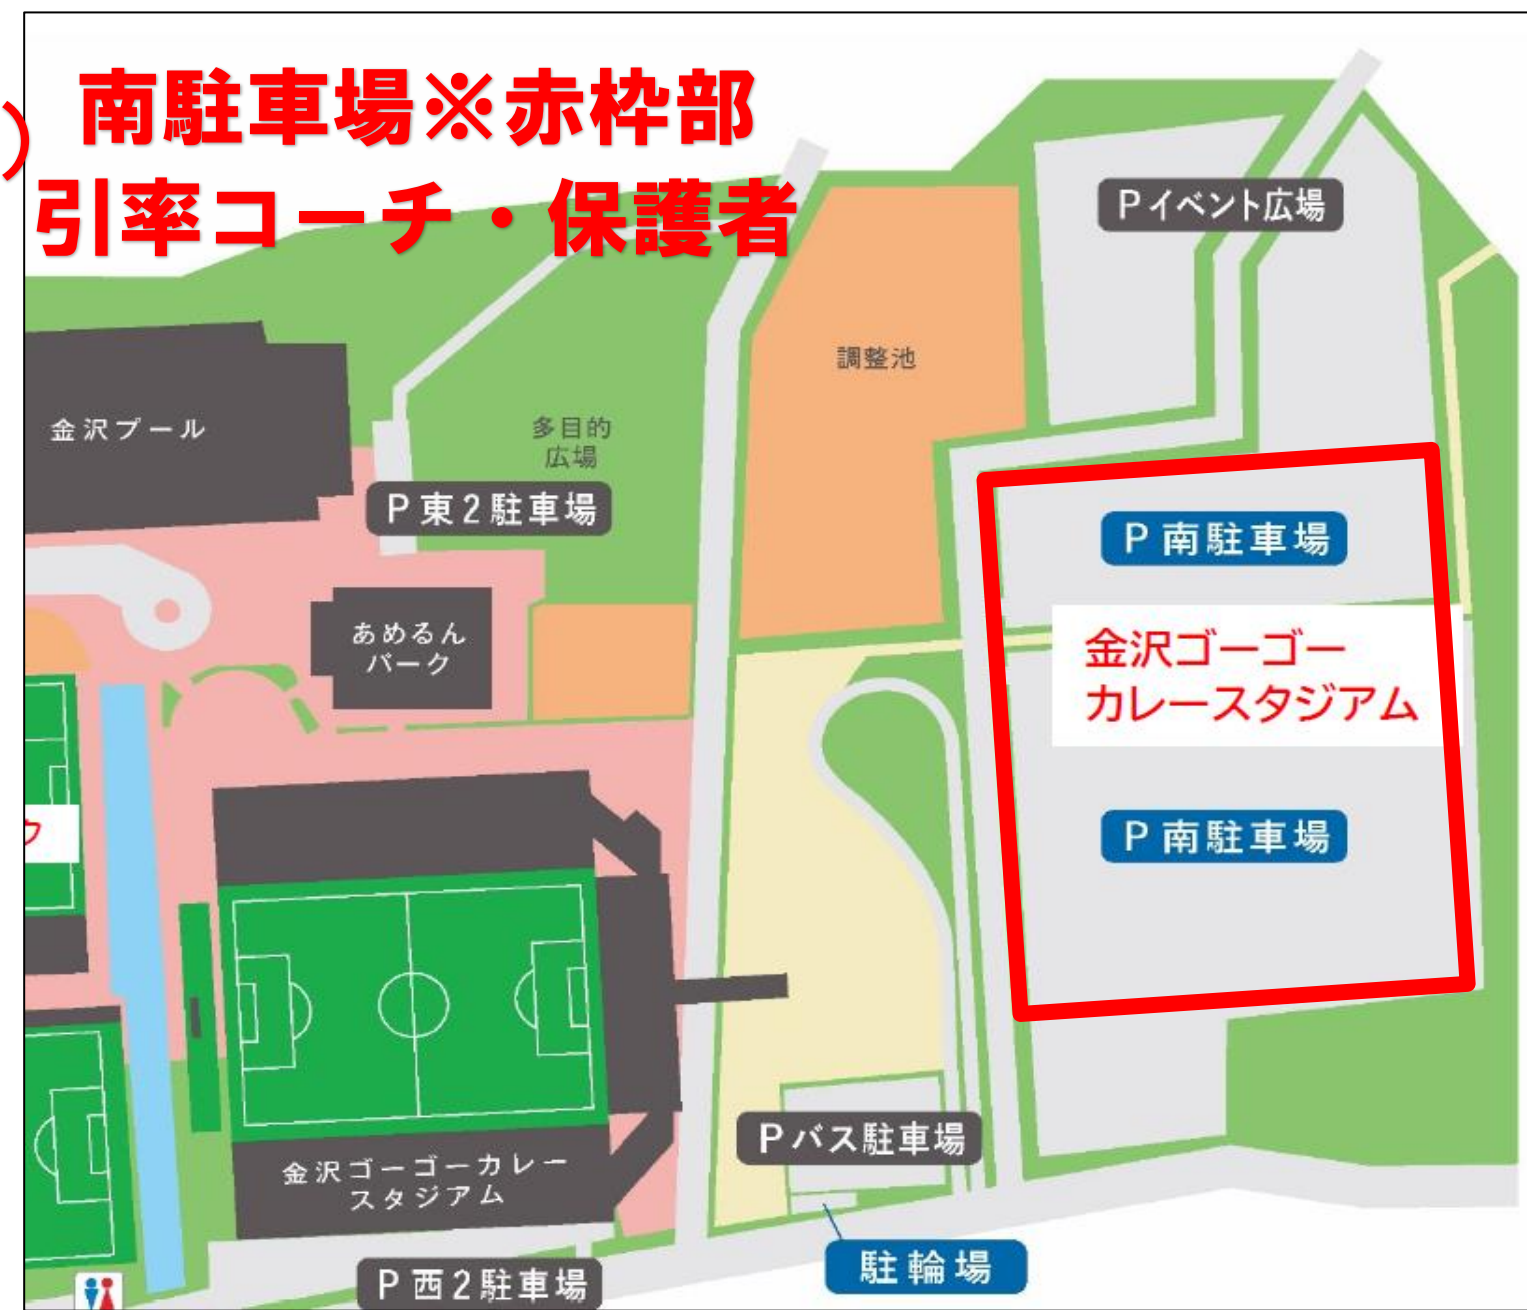 ）
南駐車場※赤枠部
引率コーチ・保護者
Pイベント広場
調整池
金沢プール
多目的
広場
P東2駐車場
P南駐車場
あめるん
パーク
金沢ゴーゴー
カレースタジアム
P南駐車場
ク
Pバス駐車場
金沢ゴーゴーカレー
スタジアム
駐輪場
P西2駐車場